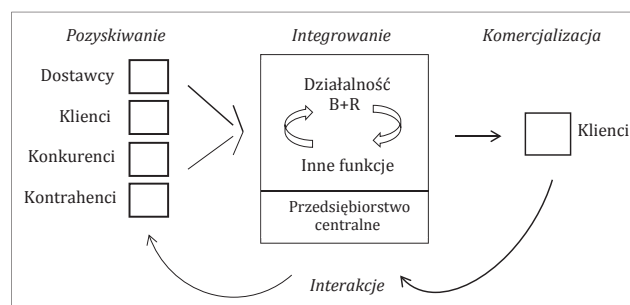 Pozyskiwanie
Integrowanie
Komercjalizacja
Dostawcy
Klienci
Konkurenci
Kontrahenci
Działalność
B+R
Inne funkcje
Przedsiębiorstwo
centralne
Klienci
Interakcje